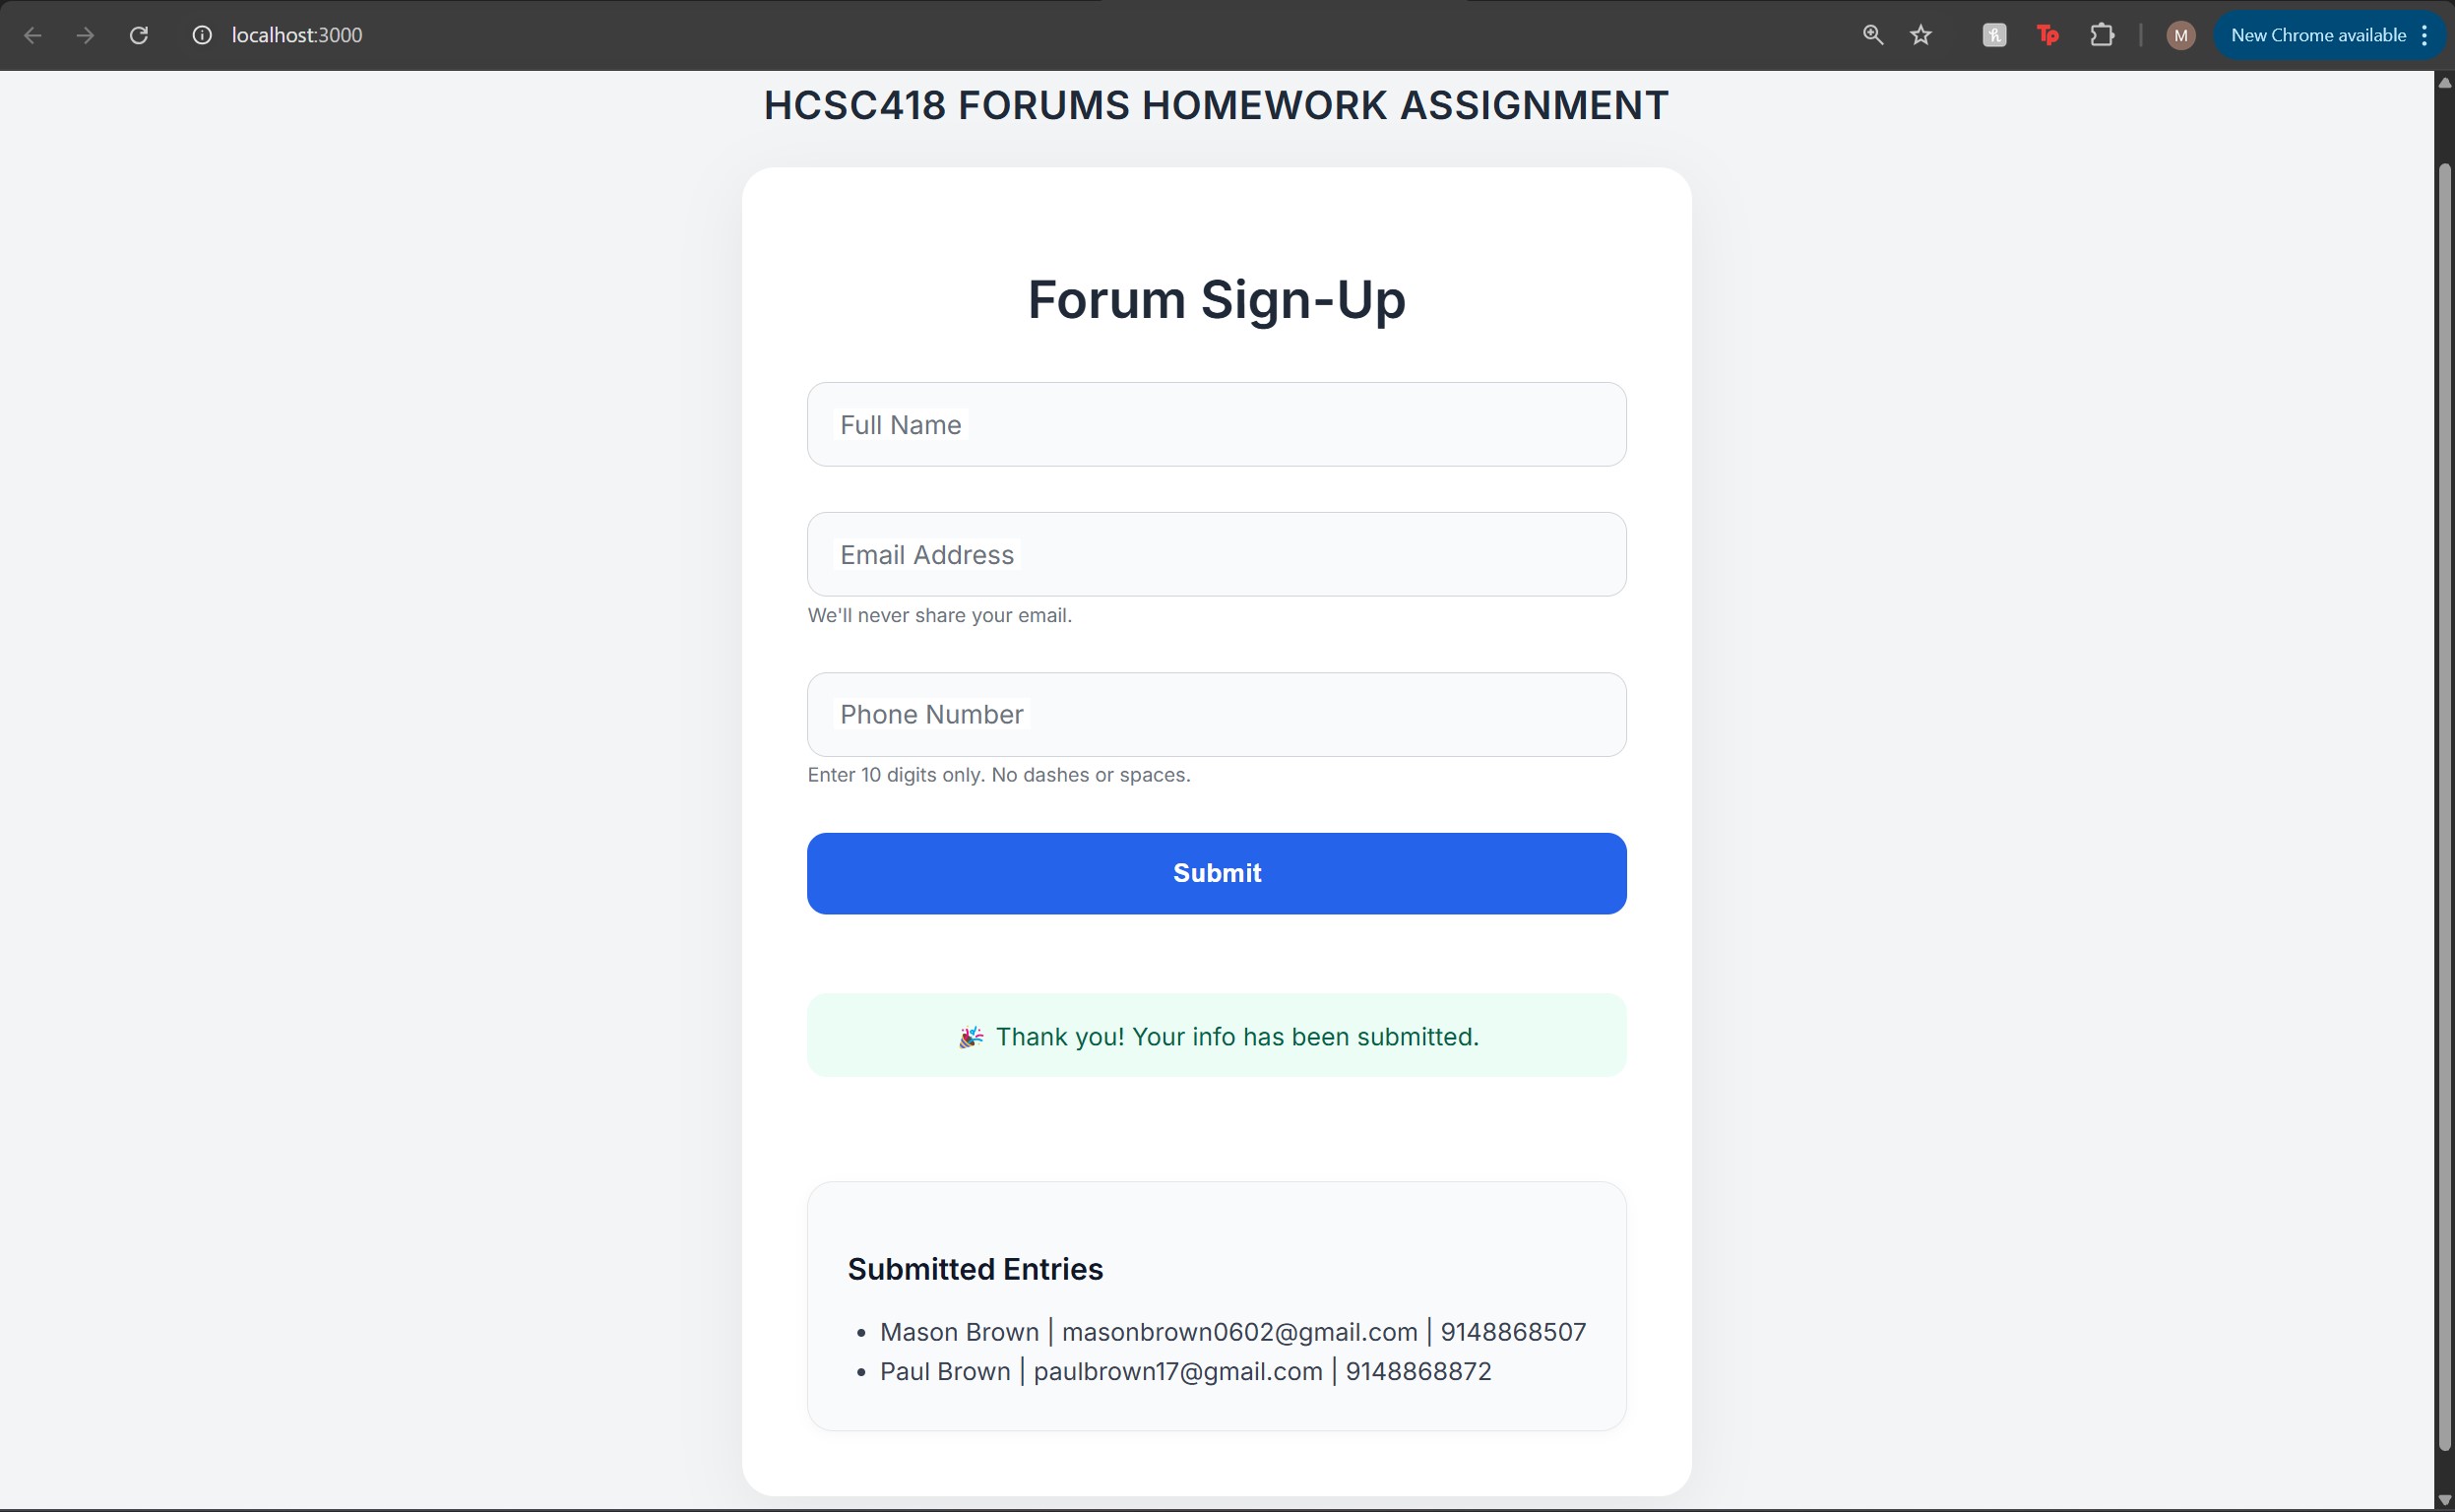 localhost:3000
M
New Chrome available
HCSC418 FORUMS HOMEWORK ASSIGNMENT
Forum Sign-Up
Full Name
Email Address
We'll never share your email.
Phone Number
Enter 10 digits only. No dashes or spaces.
Submit
🎉 Thank you! Your info has been submitted.
Submitted Entries
• Mason Brown | masonbrown0602@gmail.com | 9148868507
• Paul Brown | paulbrown17@gmail.com | 9148868872